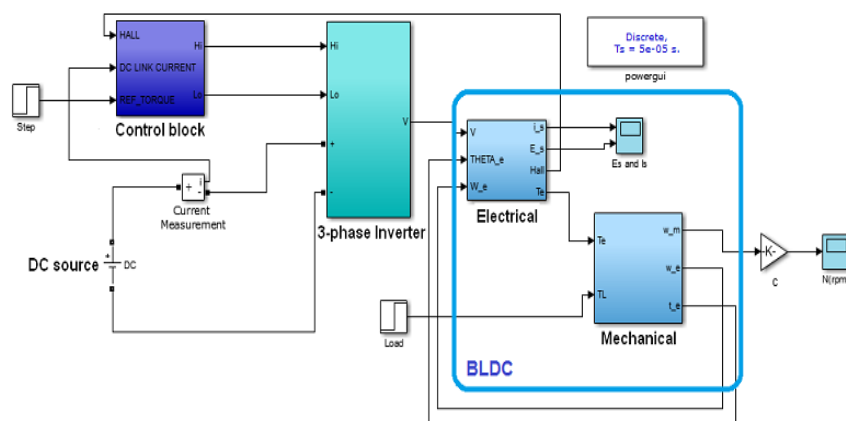 HALL
DC LINK CURRENT
REF_TORQUE
Hi
Lo
Control block
Step
Hi
Lo
+
-
V
3-phase Inverter
+
i
-
Current
Measurement
DC source
+
DC
Discrete,
Ts = 5e-05 s.
powergui
V
THETA_e
W_e
i_s
E_s
Hall
Te
Electrical
Es and Is
Te
TL
w_m
w_e
t_e
Mechanical
Load
BLDC
-K-
C
N(rpm